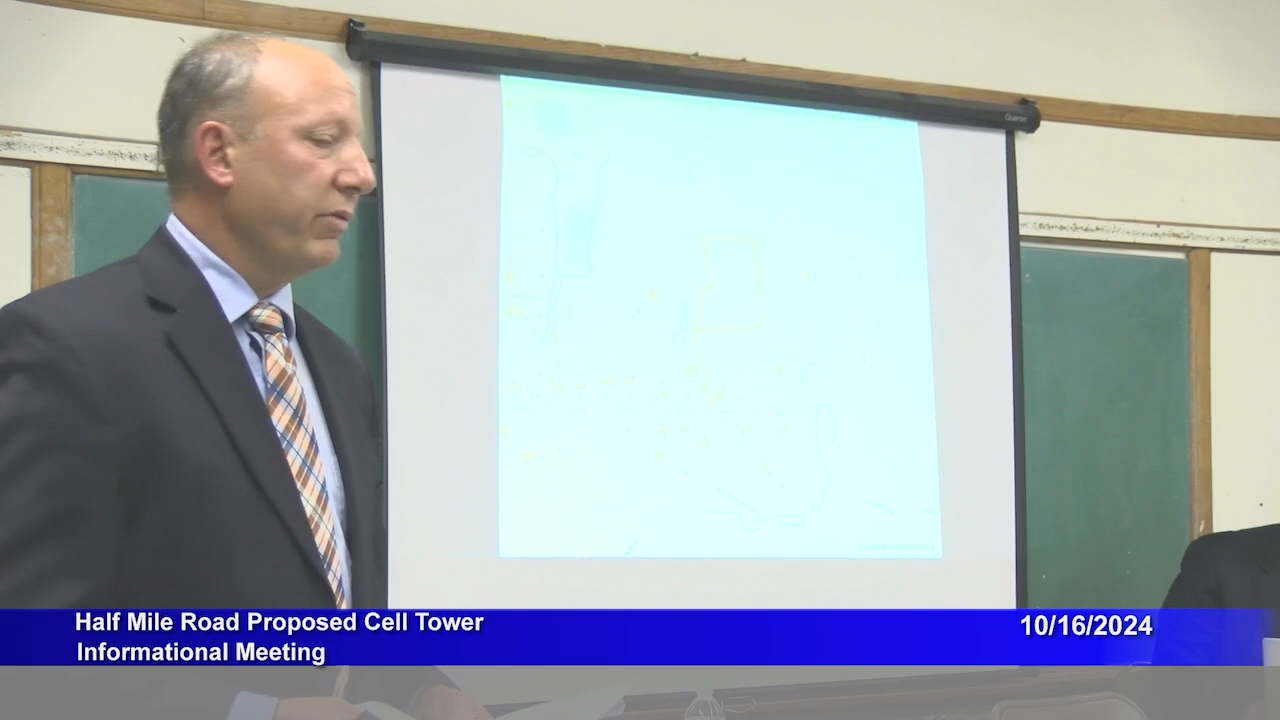 Half Mile Road Proposed Cell Tower
Informational Meeting
10/16/2024